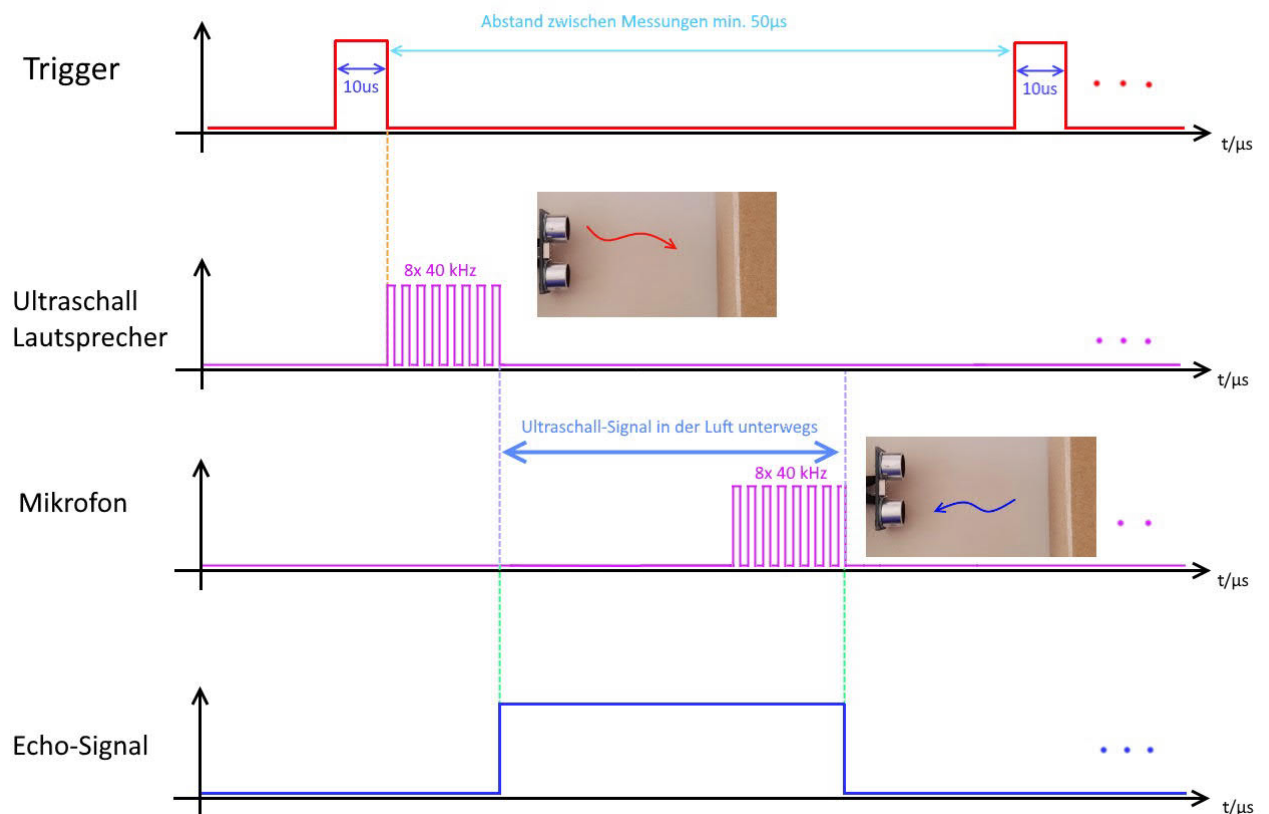 Abstand zwischen Messungen min. 50µs
Trigger
10us
10us
t/µs
8x 40 kHz
Ultraschall
Lautsprecher
t/µs
Ultraschall-Signal in der Luft unterwegs
8x 40 kHz
Mikrofon
t/µs
Echo-Signal
t/µs